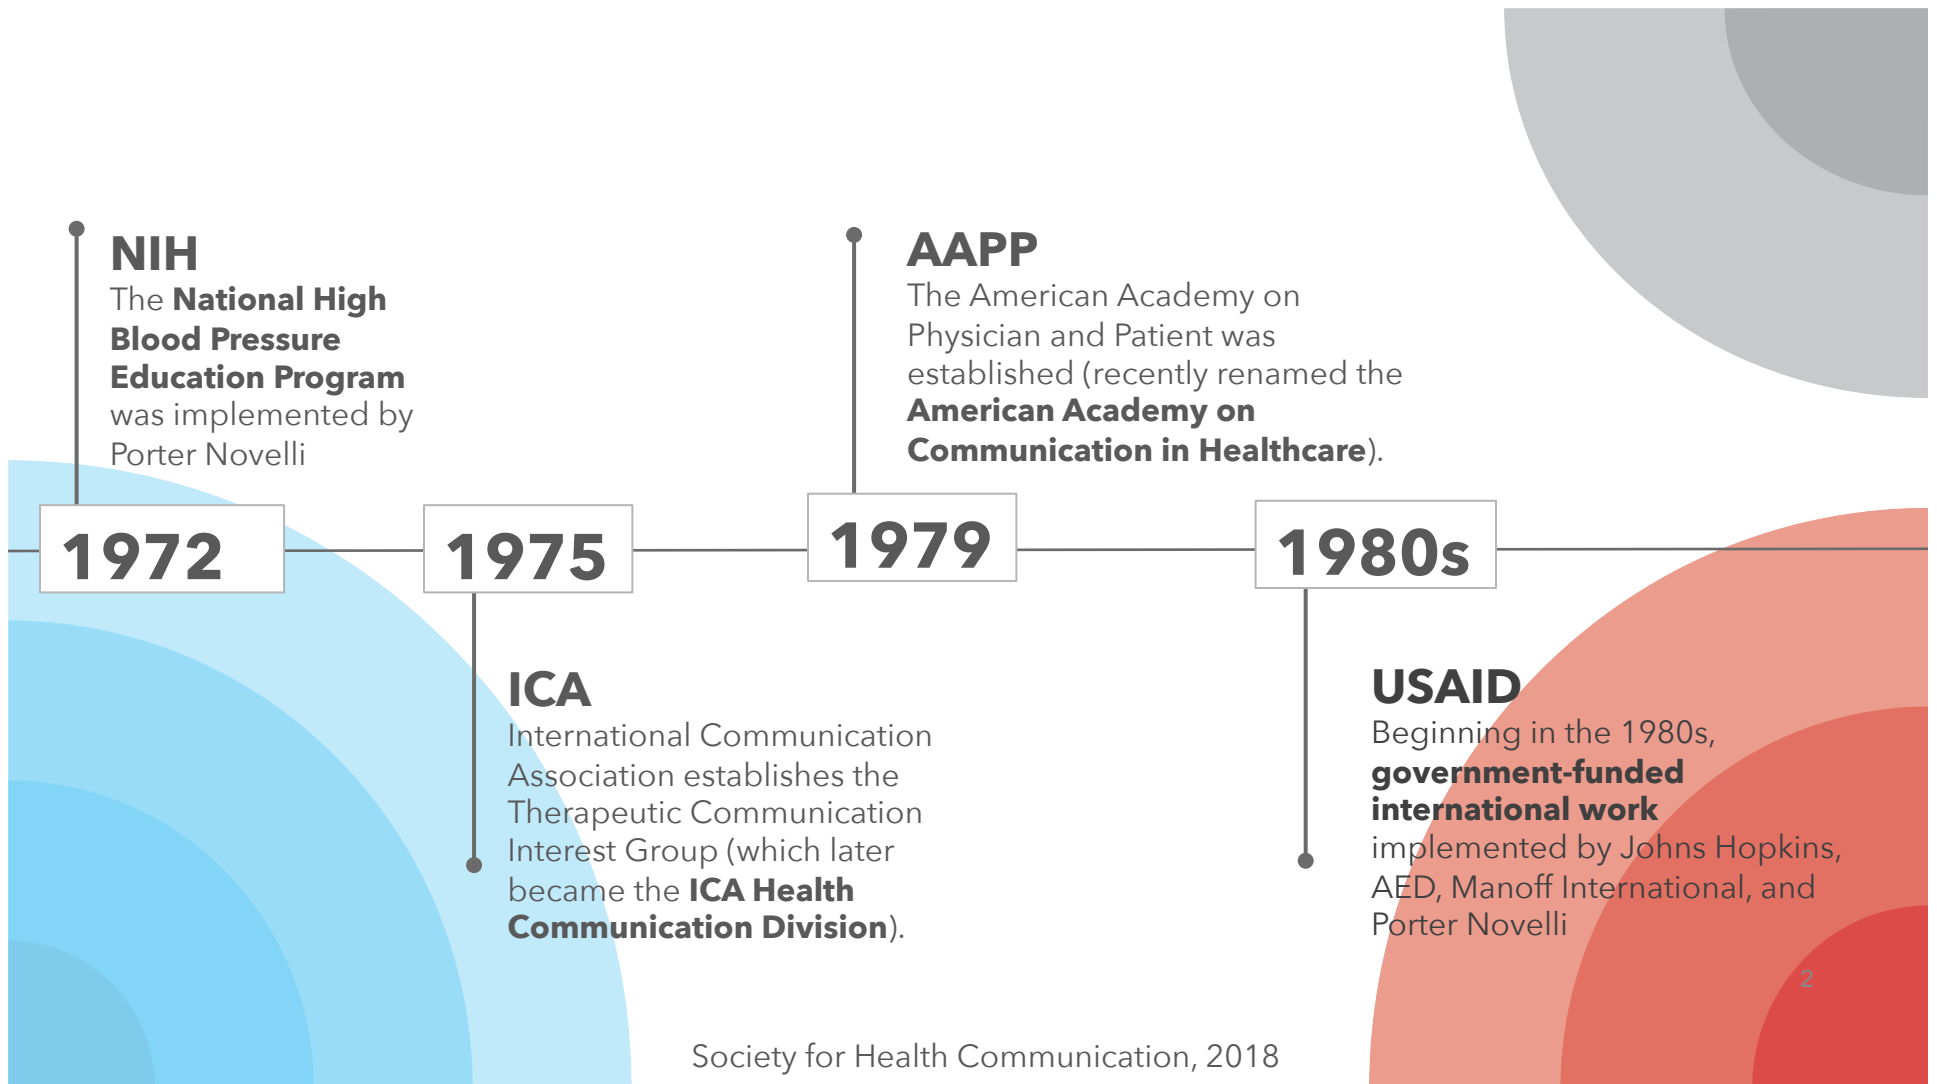 NIH
The National High
Blood Pressure
Education Program
was implemented by
Porter Novelli
AAPP
The American Academy on
Physician and Patient was
established (recently renamed the
American Academy on
Communication in Healthcare).
1972
1975
1979
1980s
ICA
International Communication
Association establishes the
Therapeutic Communication
Interest Group (which later
became the ICA Health
Communication Division).
USAID
Beginning in the 1980s,
government-funded
international work
implemented by Johns Hopkins,
AED, Manoff International, and
Porter Novelli
2
Society for Health Communication, 2018